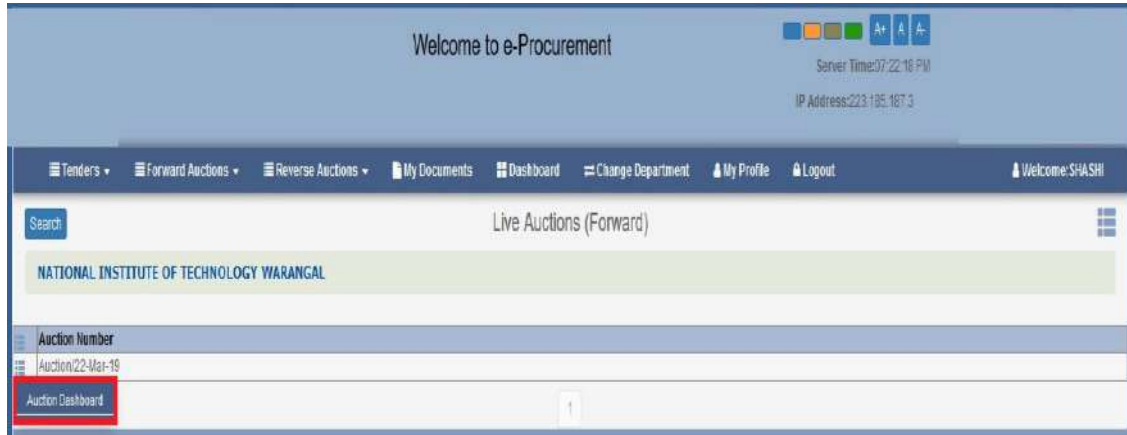 Welcome to e-Procurement
A+ A A-
Server Time:07:22:18 PM
IP Address:223.185.187.3
Tenders Forward Auctions Reverse Auctions My Documents Dashboard Change Department My Profile Logout Welcome:SHASHI
Search Live Auctions (Forward)
NATIONAL INSTITUTE OF TECHNOLOGY WARANGAL
Auction Number
Auction/22-Mar-19
Auction Dashboard
1